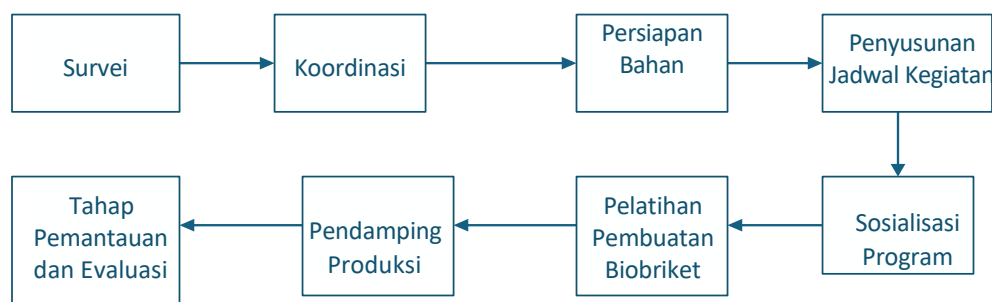 Survei
Koordinasi
Persiapan
Bahan
Penyusunan
Jadwal Kegiatan
Sosialisasi
Program
Pelatihan
Pembuatan
Biobriket
Pendamping
Produksi
Tahap
Pemantauan
dan Evaluasi